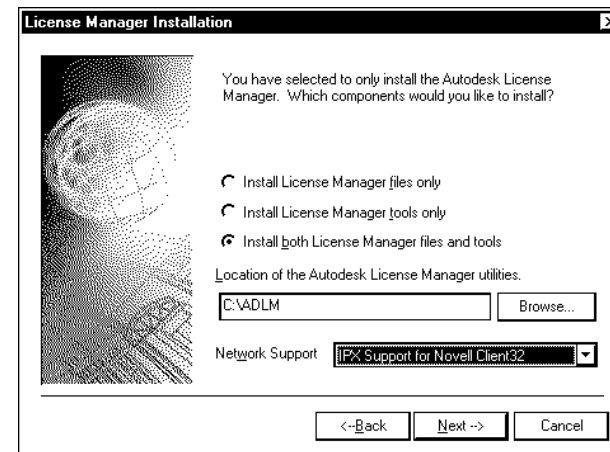 License Manager Installation
You have selected to only install the Autodesk License
Manager. Which components would you like to install?
Install License Manager files only
Install License Manager tools only
Install both License Manager files and tools
Location of the Autodesk License Manager utilities.
C:\ADLM
Browse...
Network Support
IPX Support for Novell Client32
<--Back
Next -->
Cancel